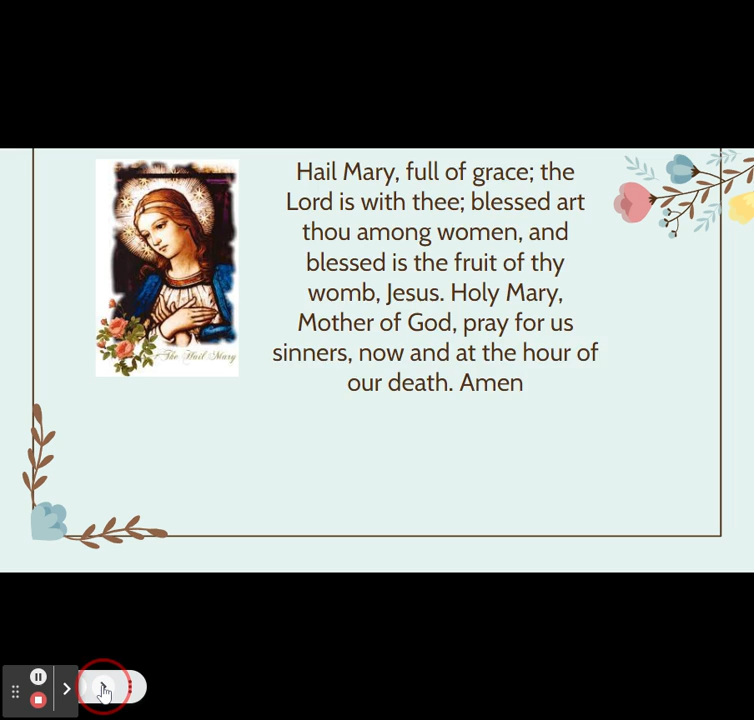 Hail Mary, full of grace; the
Lord is with thee; blessed art
thou among women, and
blessed is the fruit of thy
womb, Jesus. Holy Mary,
Mother of God, pray for us
sinners, now and at the hour of
our death. Amen
The Hail Mary